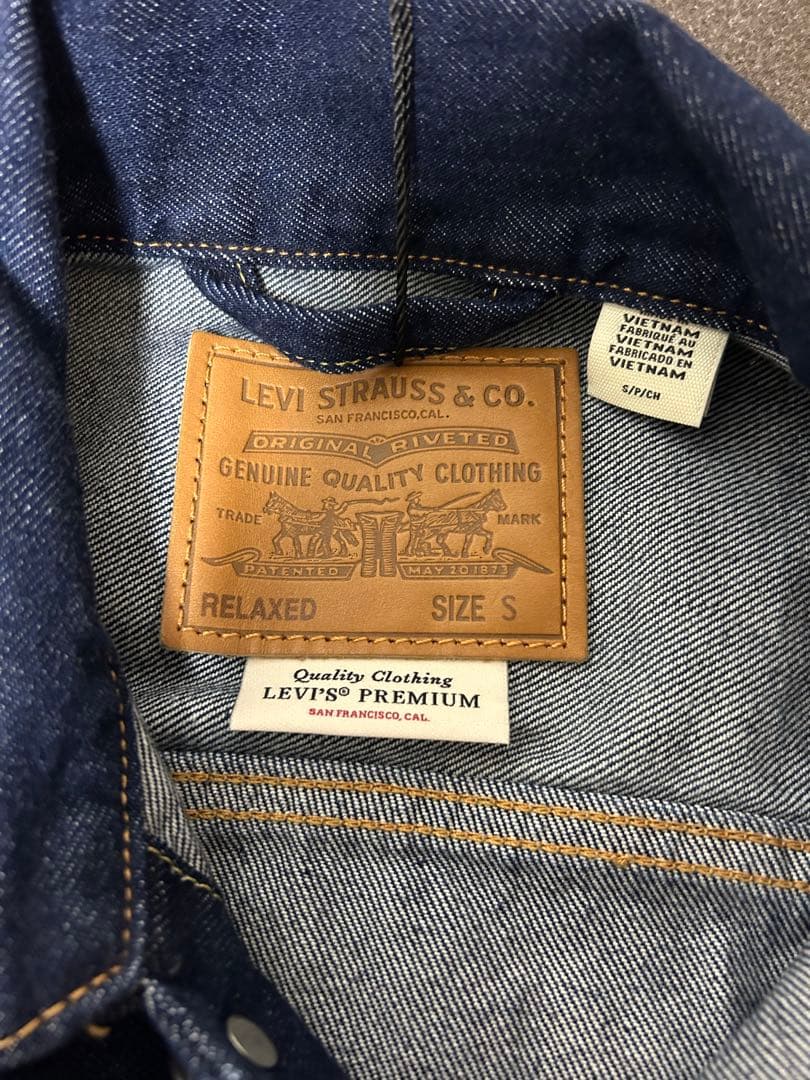 LEVI STRAUSS & CO.
SAN FRANCISCO, CAL.
ORIGINAL RIVETED
GENUINE QUALITY CLOTHING
TRADE MARK
PATENTED MAY 20 1873
RELAXED SIZE S
Quality Clothing
LEVI'S® PREMIUM
SAN FRANCISCO, CAL.
VIETNAM
FABRIQUÉ AU
VIETNAM
FABRICADO EN
VIETNAM
S/P/CH